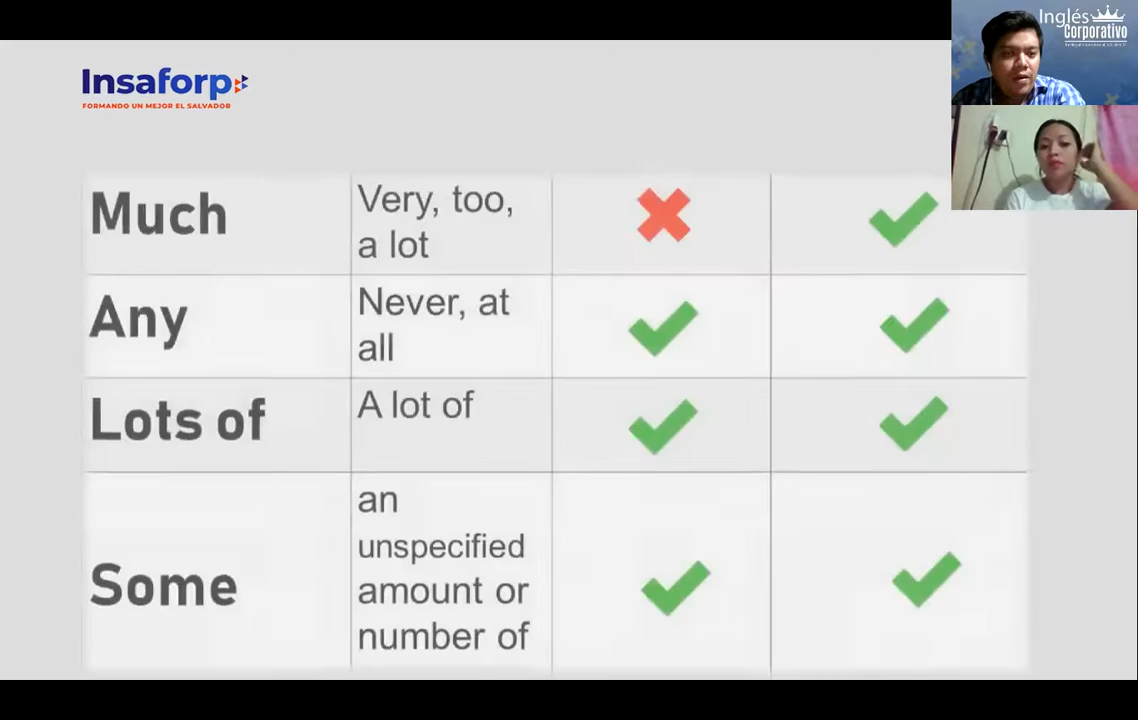 Inglés
Corporativo
Insaforp
FORMANDO UN MEJOR EL SALVADOR
Much
Very, too,
a lot
Any
Never, at
all
Lots of
A lot of
Some
an
unspecified
amount or
number of